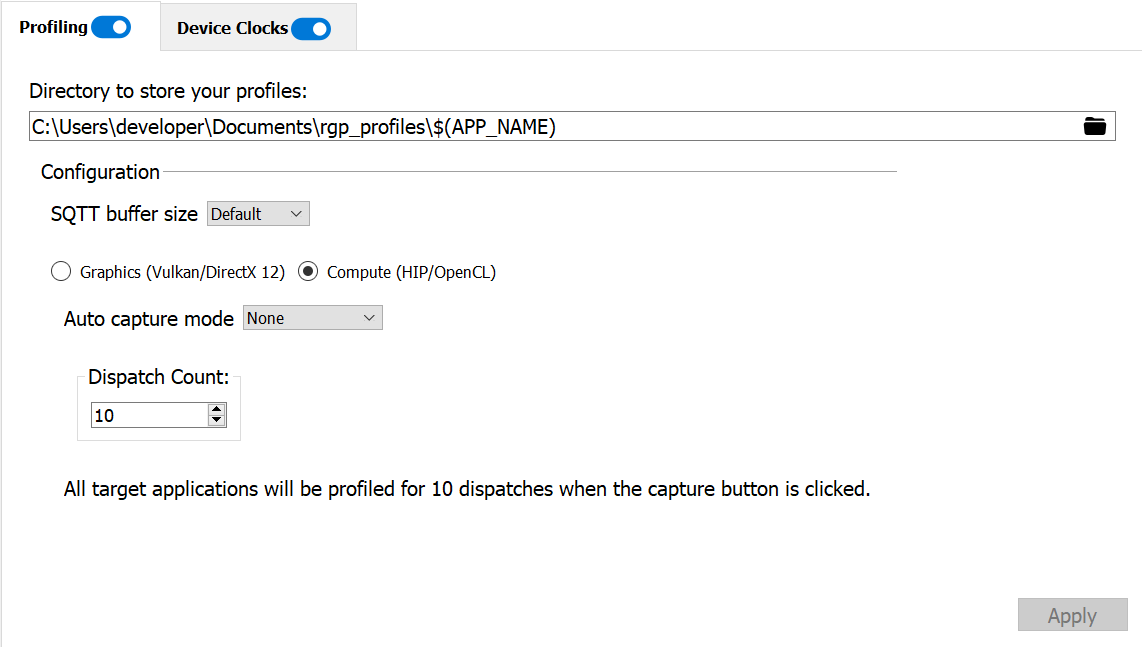 Profiling Device Clocks
Directory to store your profiles:
C:\Users\developer\Documents\rgp_profiles\$(APP_NAME)
Configuration
SQTT buffer size Default
Graphics (Vulkan/DirectX 12) Compute (HIP/OpenCL)
Auto capture mode None
Dispatch Count:
10
All target applications will be profiled for 10 dispatches when the capture button is clicked.
Apply